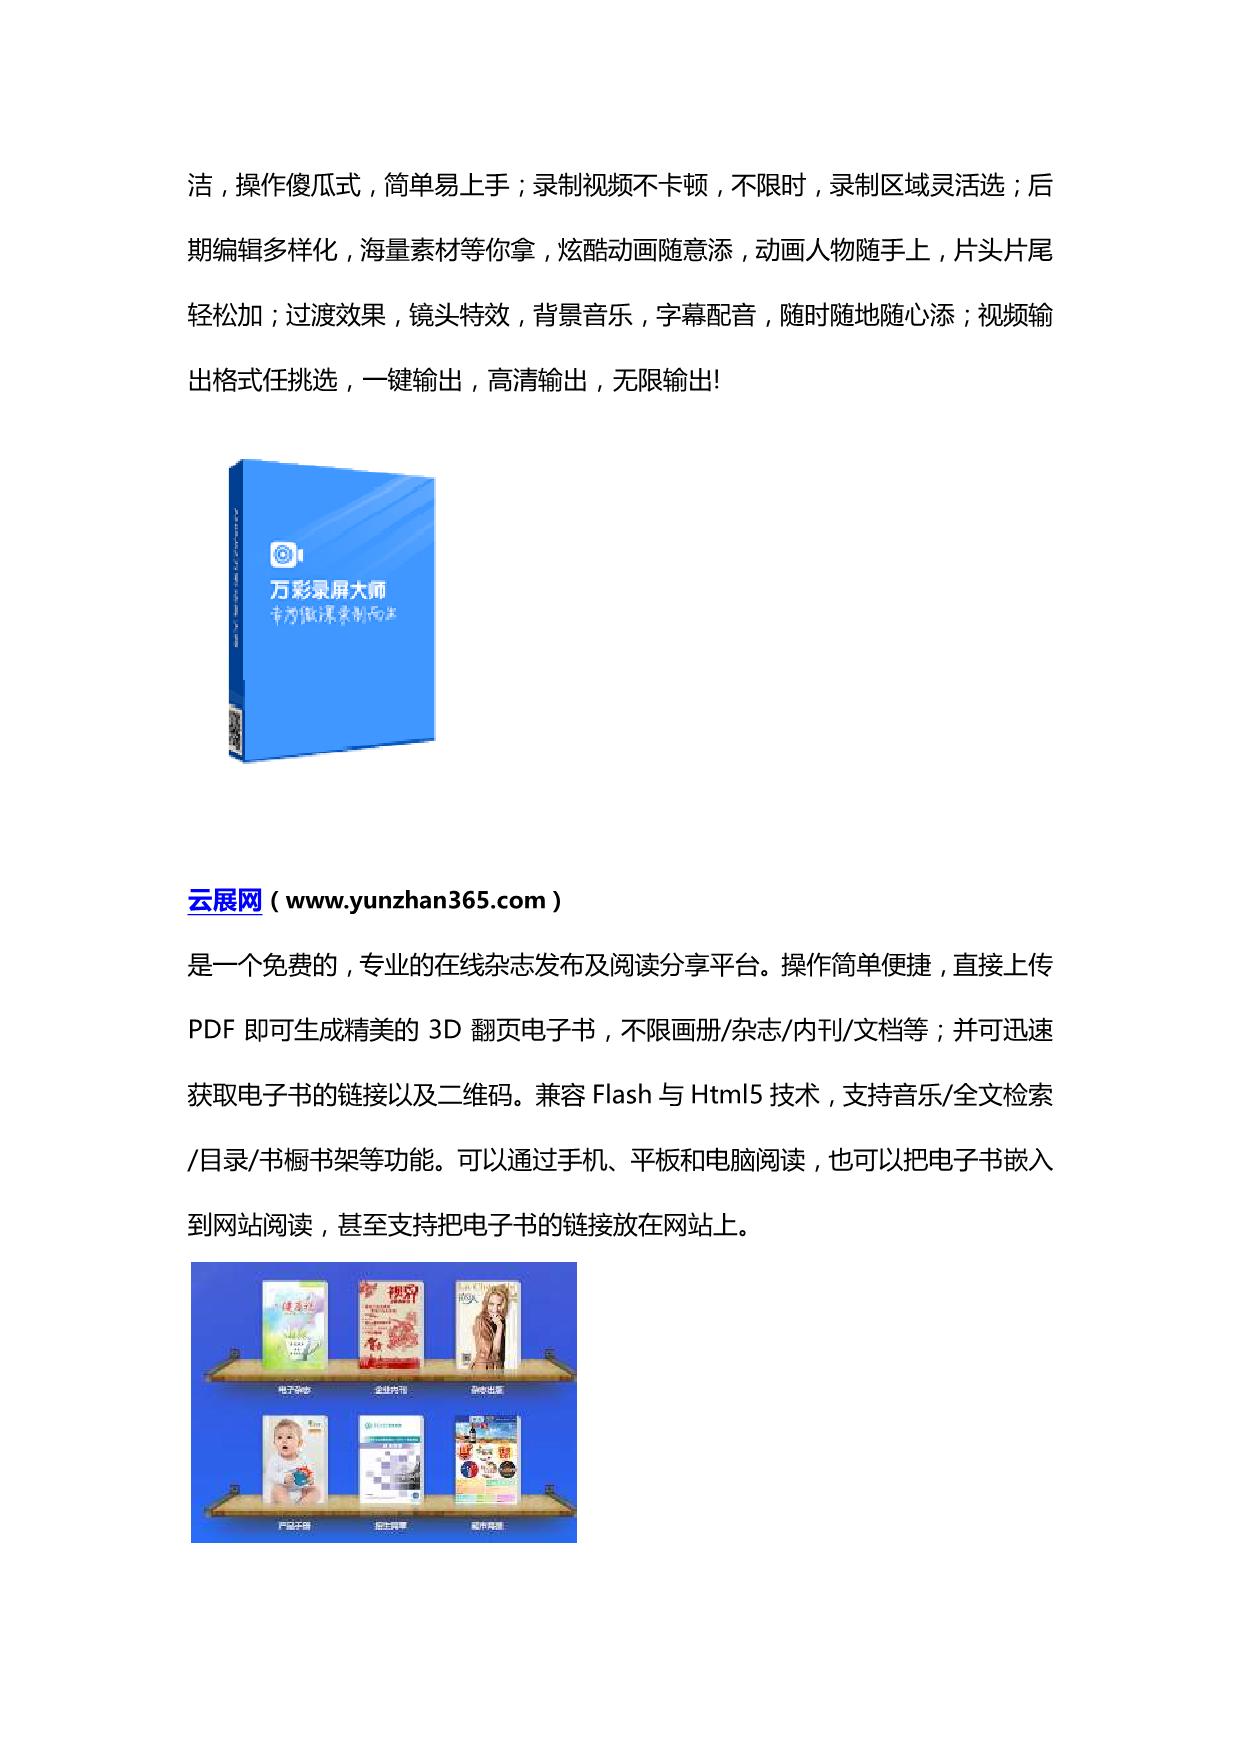 洁，操作傻瓜式，简单易上手；录制视频不卡顿，不限时，录制区域灵活选；后
期编辑多样化，海量素材等你拿，炫酷动画随意添，动画人物随手上，片头片尾
轻松加；过渡效果，镜头特效，背景音乐，字幕配音，随时随地随心添；视频输
出格式任挑选，一键输出，高清输出，无限输出!
万彩录屏大师
专为微课录制而生
云展网（www.yunzhan365.com）
是一个免费的，专业的在线杂志发布及阅读分享平台。操作简单便捷，直接上传
PDF 即可生成精美的 3D 翻页电子书，不限画册/杂志/内刊/文档等；并可迅速
获取电子书的链接以及二维码。兼容 Flash 与 Html5 技术，支持音乐/全文检索
/目录/书橱书架等功能。可以通过手机、平板和电脑阅读，也可以把电子书嵌入
到网站阅读，甚至支持把电子书的链接放在网站上。
视界
电子杂志 企业内刊 杂志出版
产品手册 招生简章